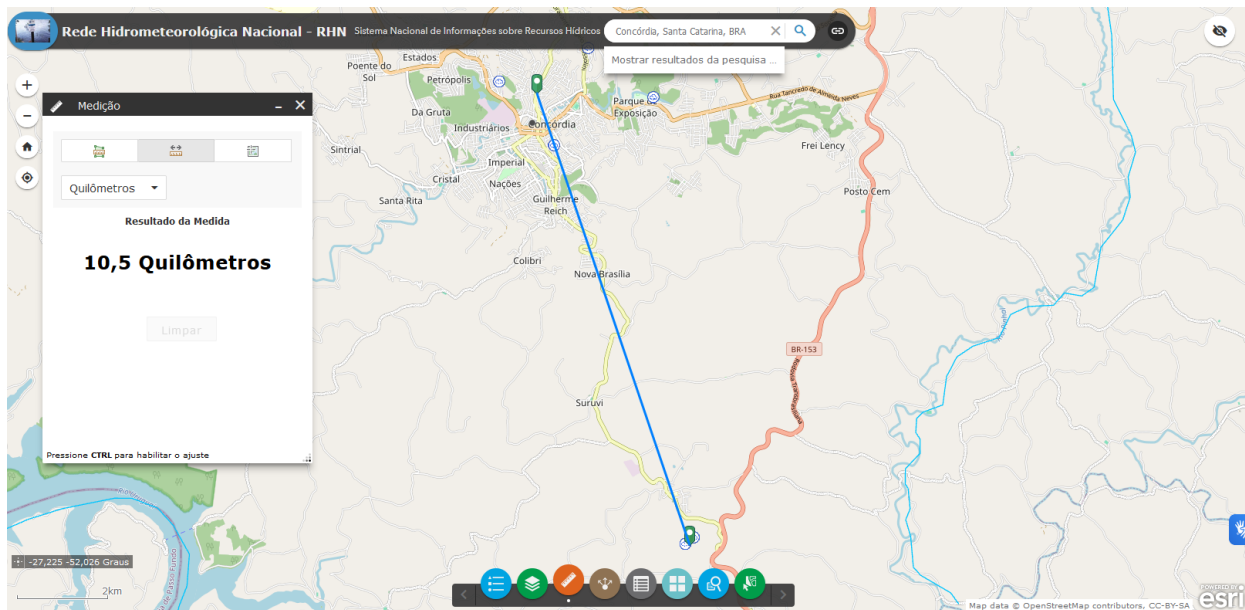 Rede Hidrometeorológica Nacional – RHN
Sistema Nacional de Informações sobre Recursos Hídricos
Concórdia, Santa Catarina, BRA
Mostrar resultados da pesquisa ...
Medição
Quilômetros
Resultado da Medida
10,5 Quilômetros
Limpar
Pressione CTRL para habilitar o ajuste
Estados
Poente do
Sol
Petrópolis
Da Gruta
Industriários
Concórdia
Parque de
Exposição
Rua Tancredo de Almeida Neves
Frei Lency
Sintrial
Imperial
Cristal
Nações
Santa Rita
Guilherme
Reich
Posto Cem
Colibri
Nova Brasília
BR-153
Suruvi
-27,225 -52,026 Graus
2km
Map data © OpenStreetMap contributors, CC-BY-SA
POWERED BY
esri